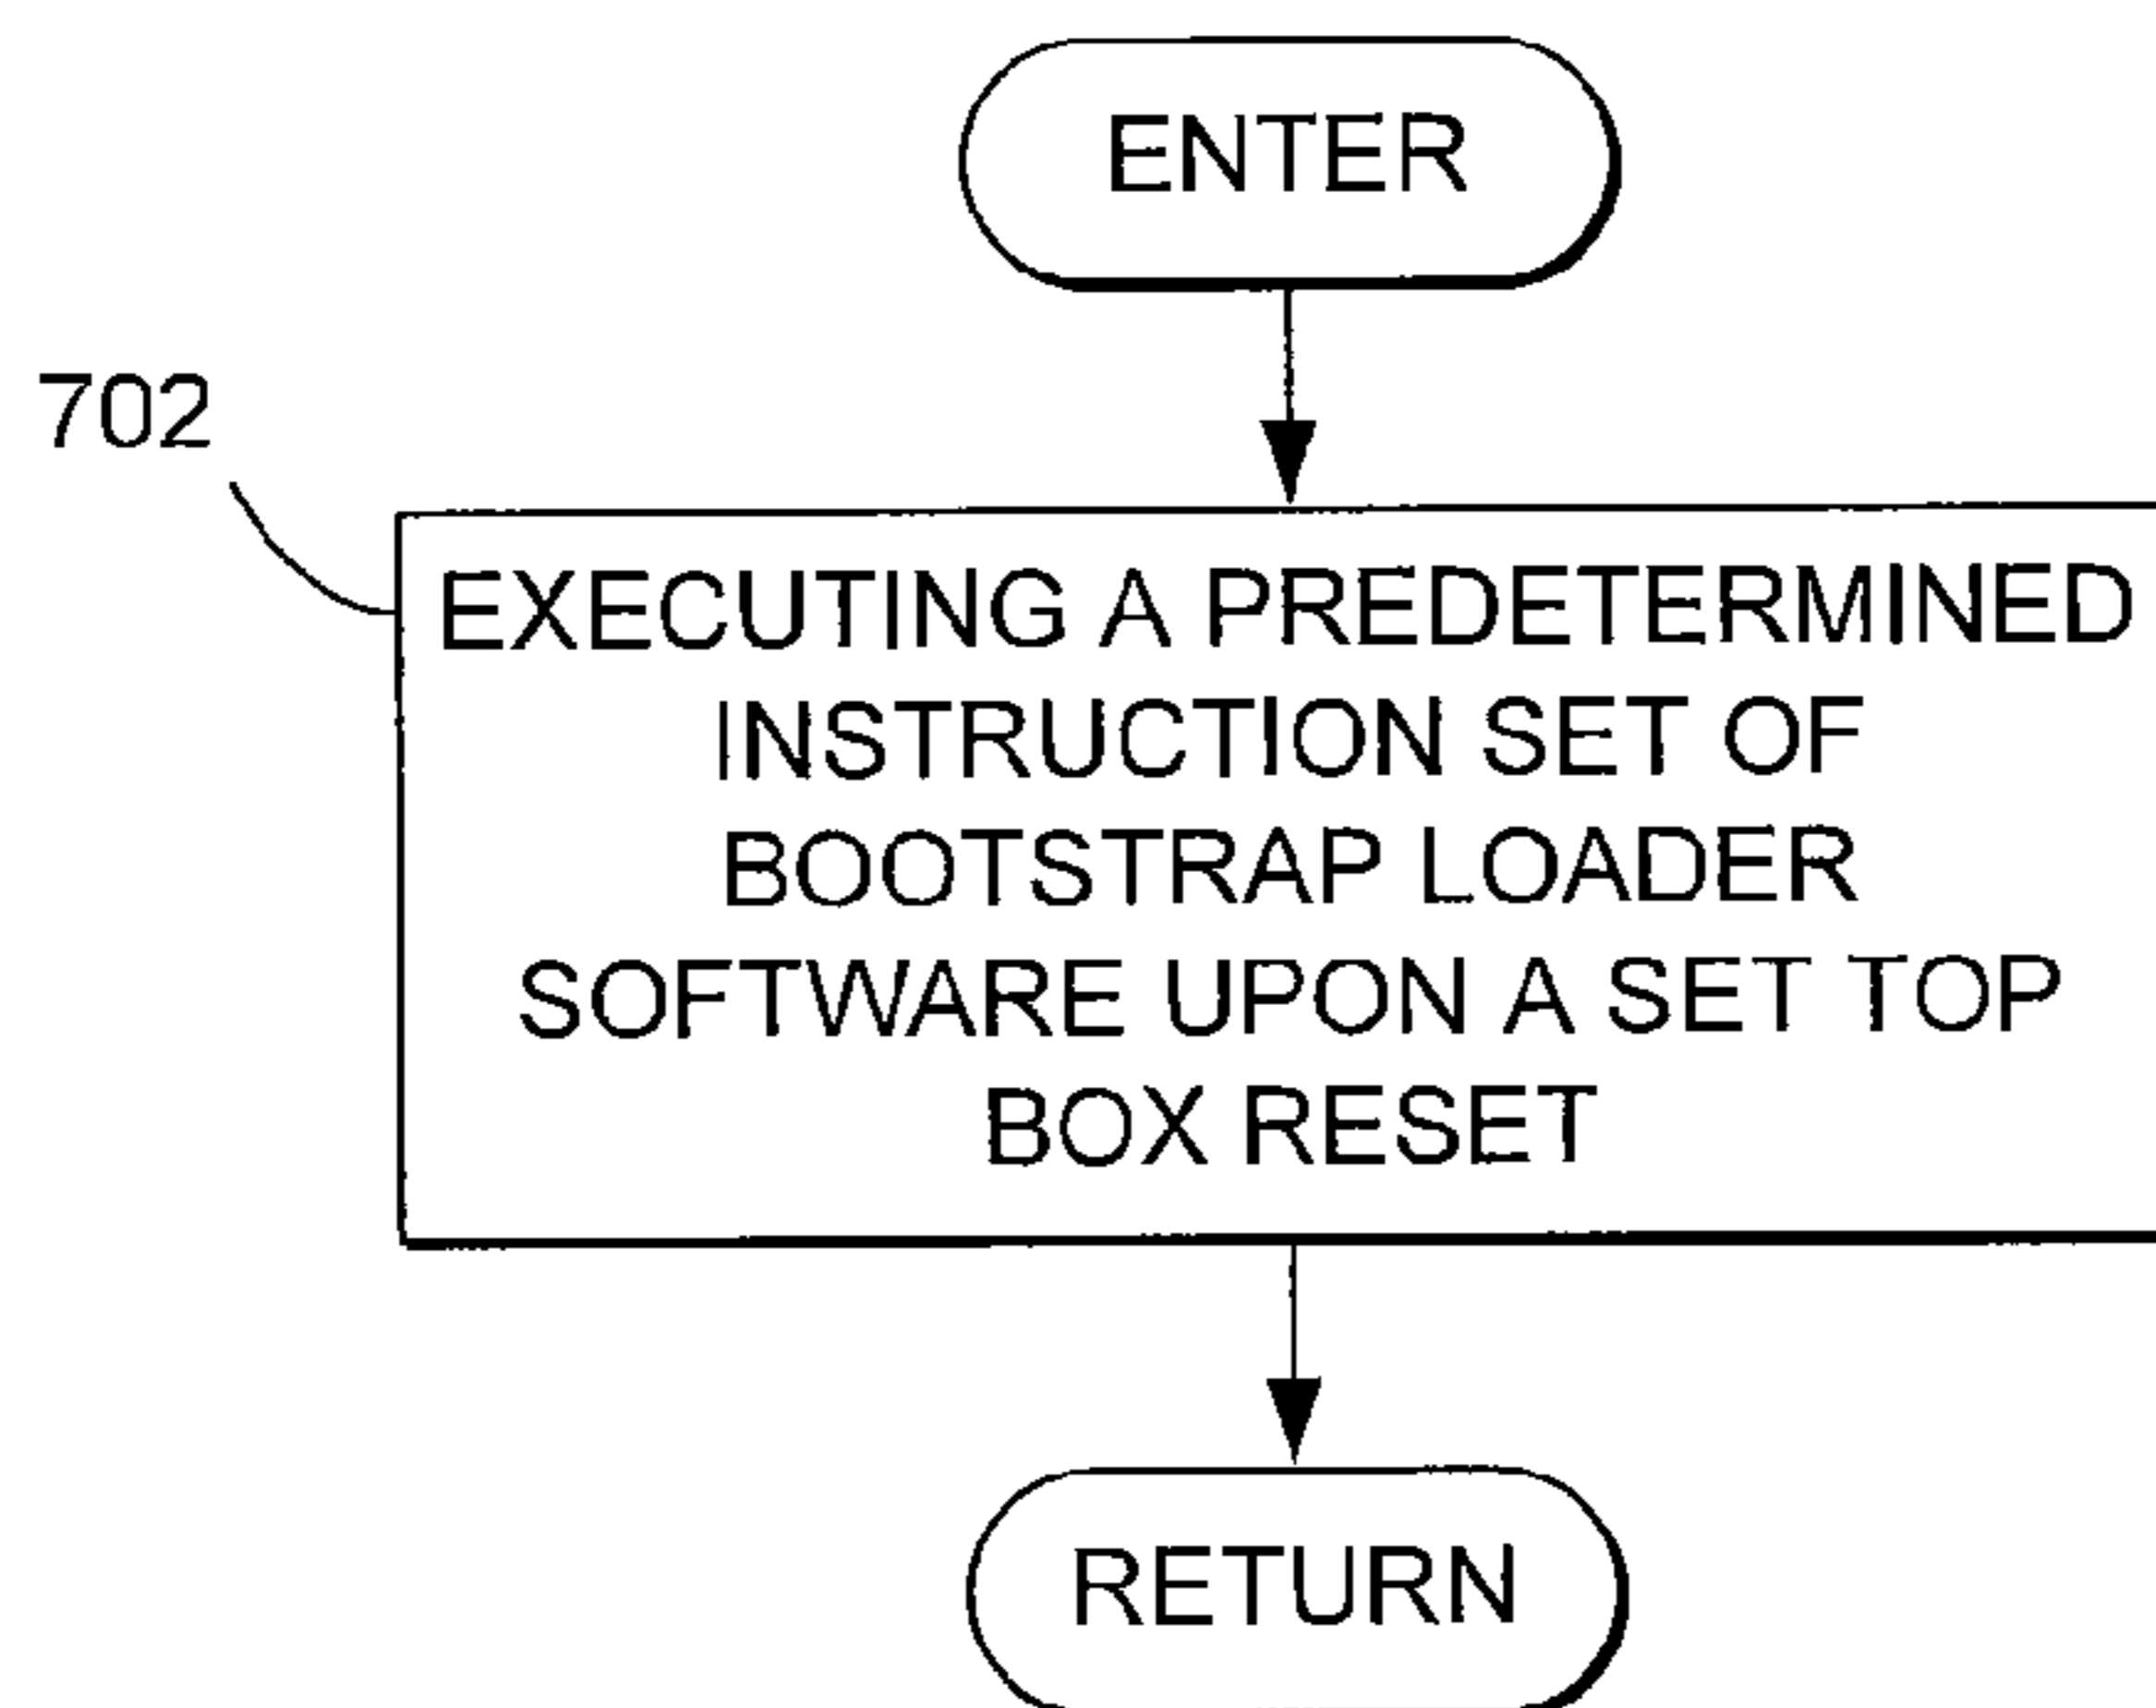 ENTER
702
EXECUTING A PREDETERMINED
INSTRUCTION SET OF
BOOTSTRAP LOADER
SOFTWARE UPON A SET TOP
BOX RESET
RETURN